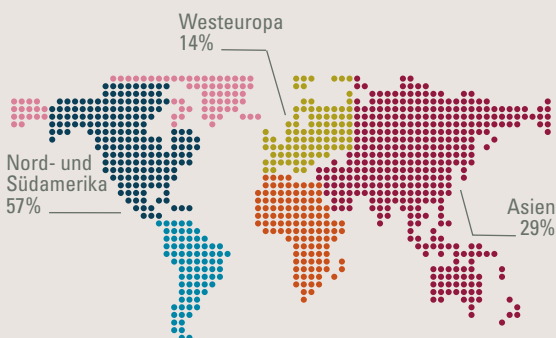 Westeuropa
14%
Nord- und
Südamerika
57%
Asien
29%